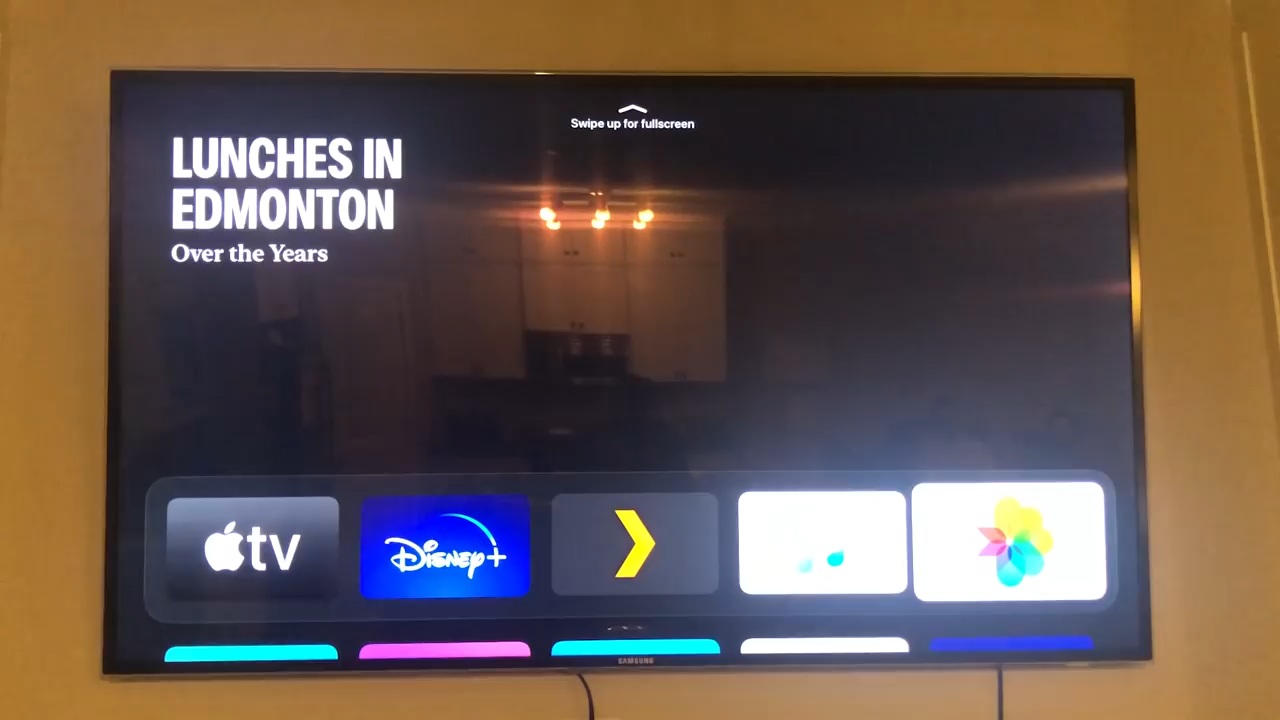 Swipe up for fullscreen
LUNCHES IN
EDMONTON
Over the Years
tv
Disney+
SAMSUNG